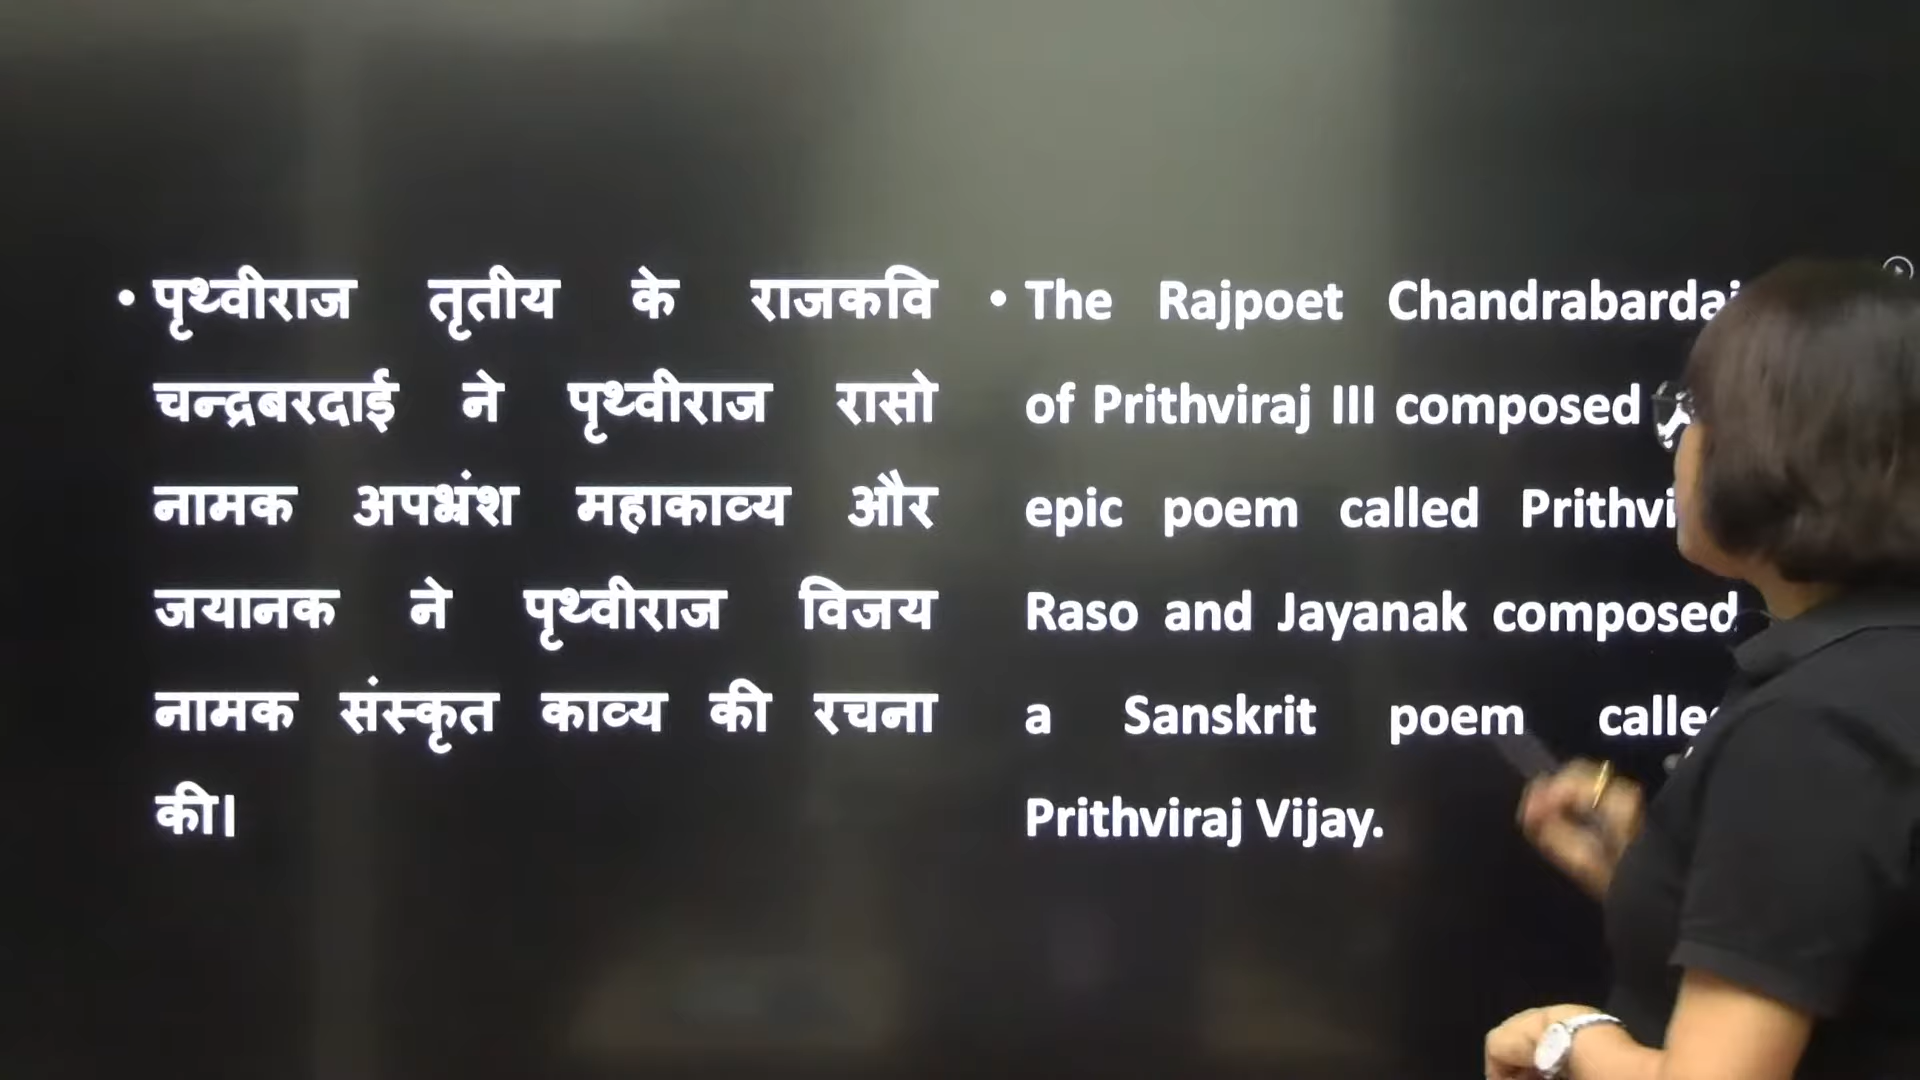 • पृथ्वीराज तृतीय के राजकवि
चन्द्रबरदाई ने पृथ्वीराज रासो
नामक अपभ्रंश महाकाव्य और
जयानक ने पृथ्वीराज विजय
नामक संस्कृत काव्य की रचना
की।
• The Rajpoet Chandrabardai
of Prithviraj III composed
epic poem called
Raso and Jayanak composed
a Sanskrit poem
Prithviraj Vijay.